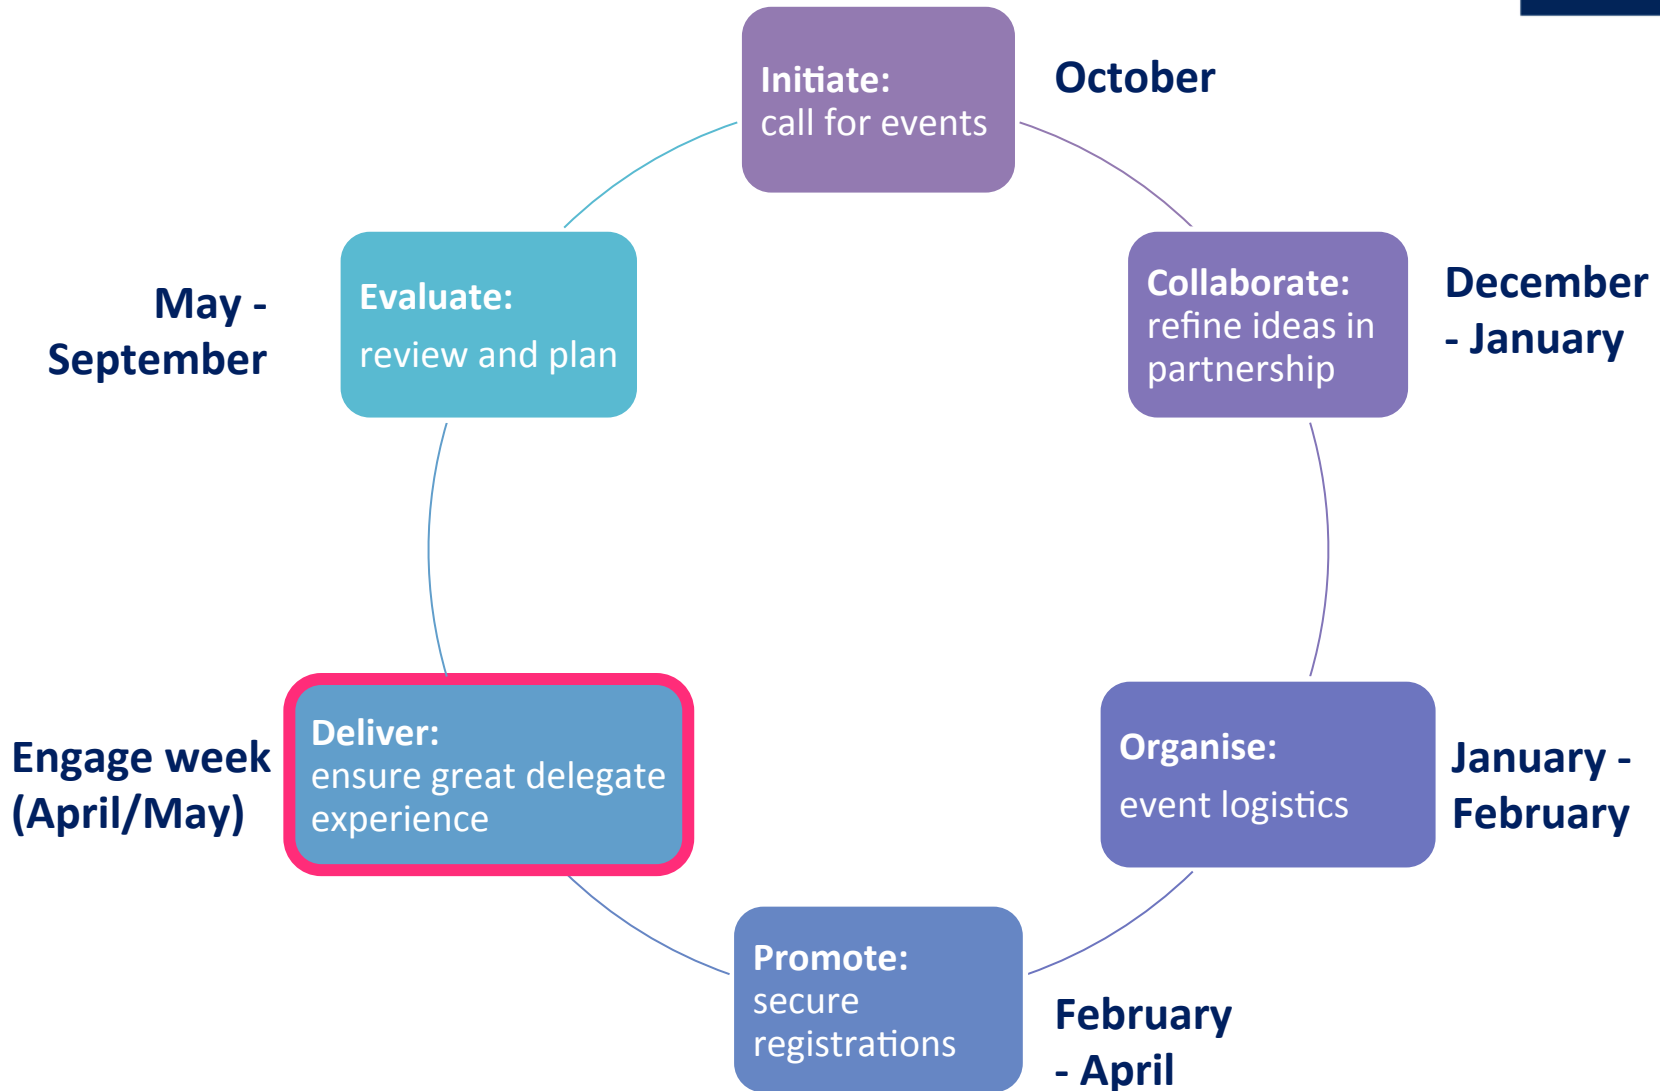 Initiate:
call for events
October
Collaborate:
refine ideas in
partnership
December
- January
Organise:
event logistics
January -
February
Promote:
secure
registrations
February
- April
Deliver:
ensure great delegate
experience
Engage week
(April/May)
Evaluate:
review and plan
May -
September